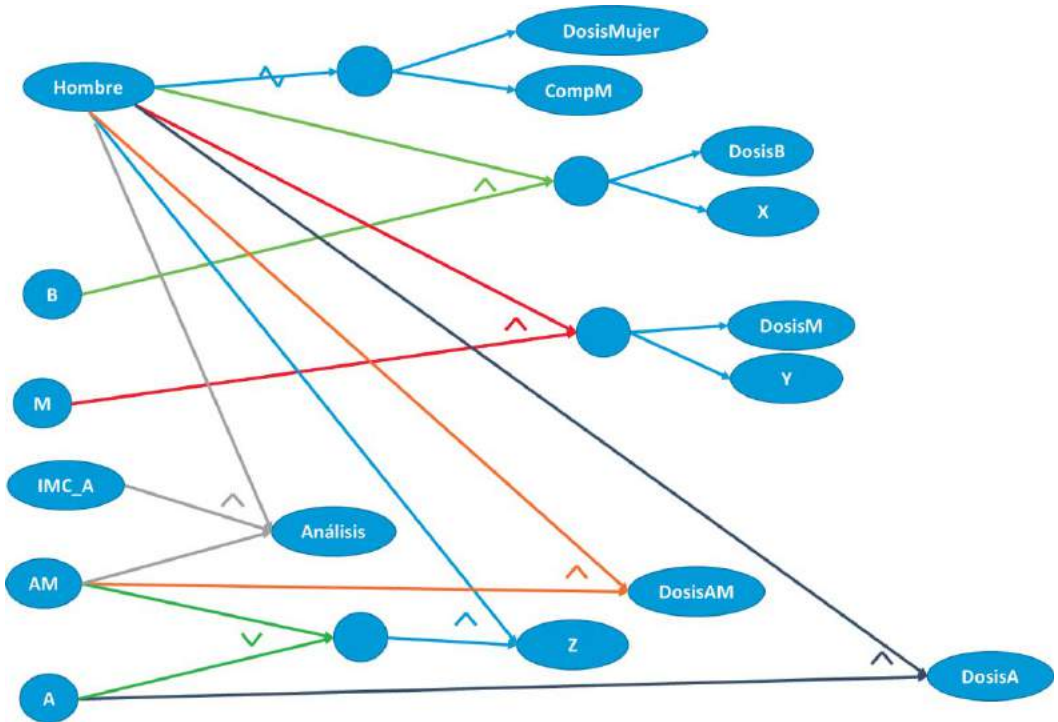 DosisMujer
Hombre
CompM
DosisB
X
B
DosisM
Y
M
IMC_A
Análisis
AM
DosisAM
Z
A
DosisA